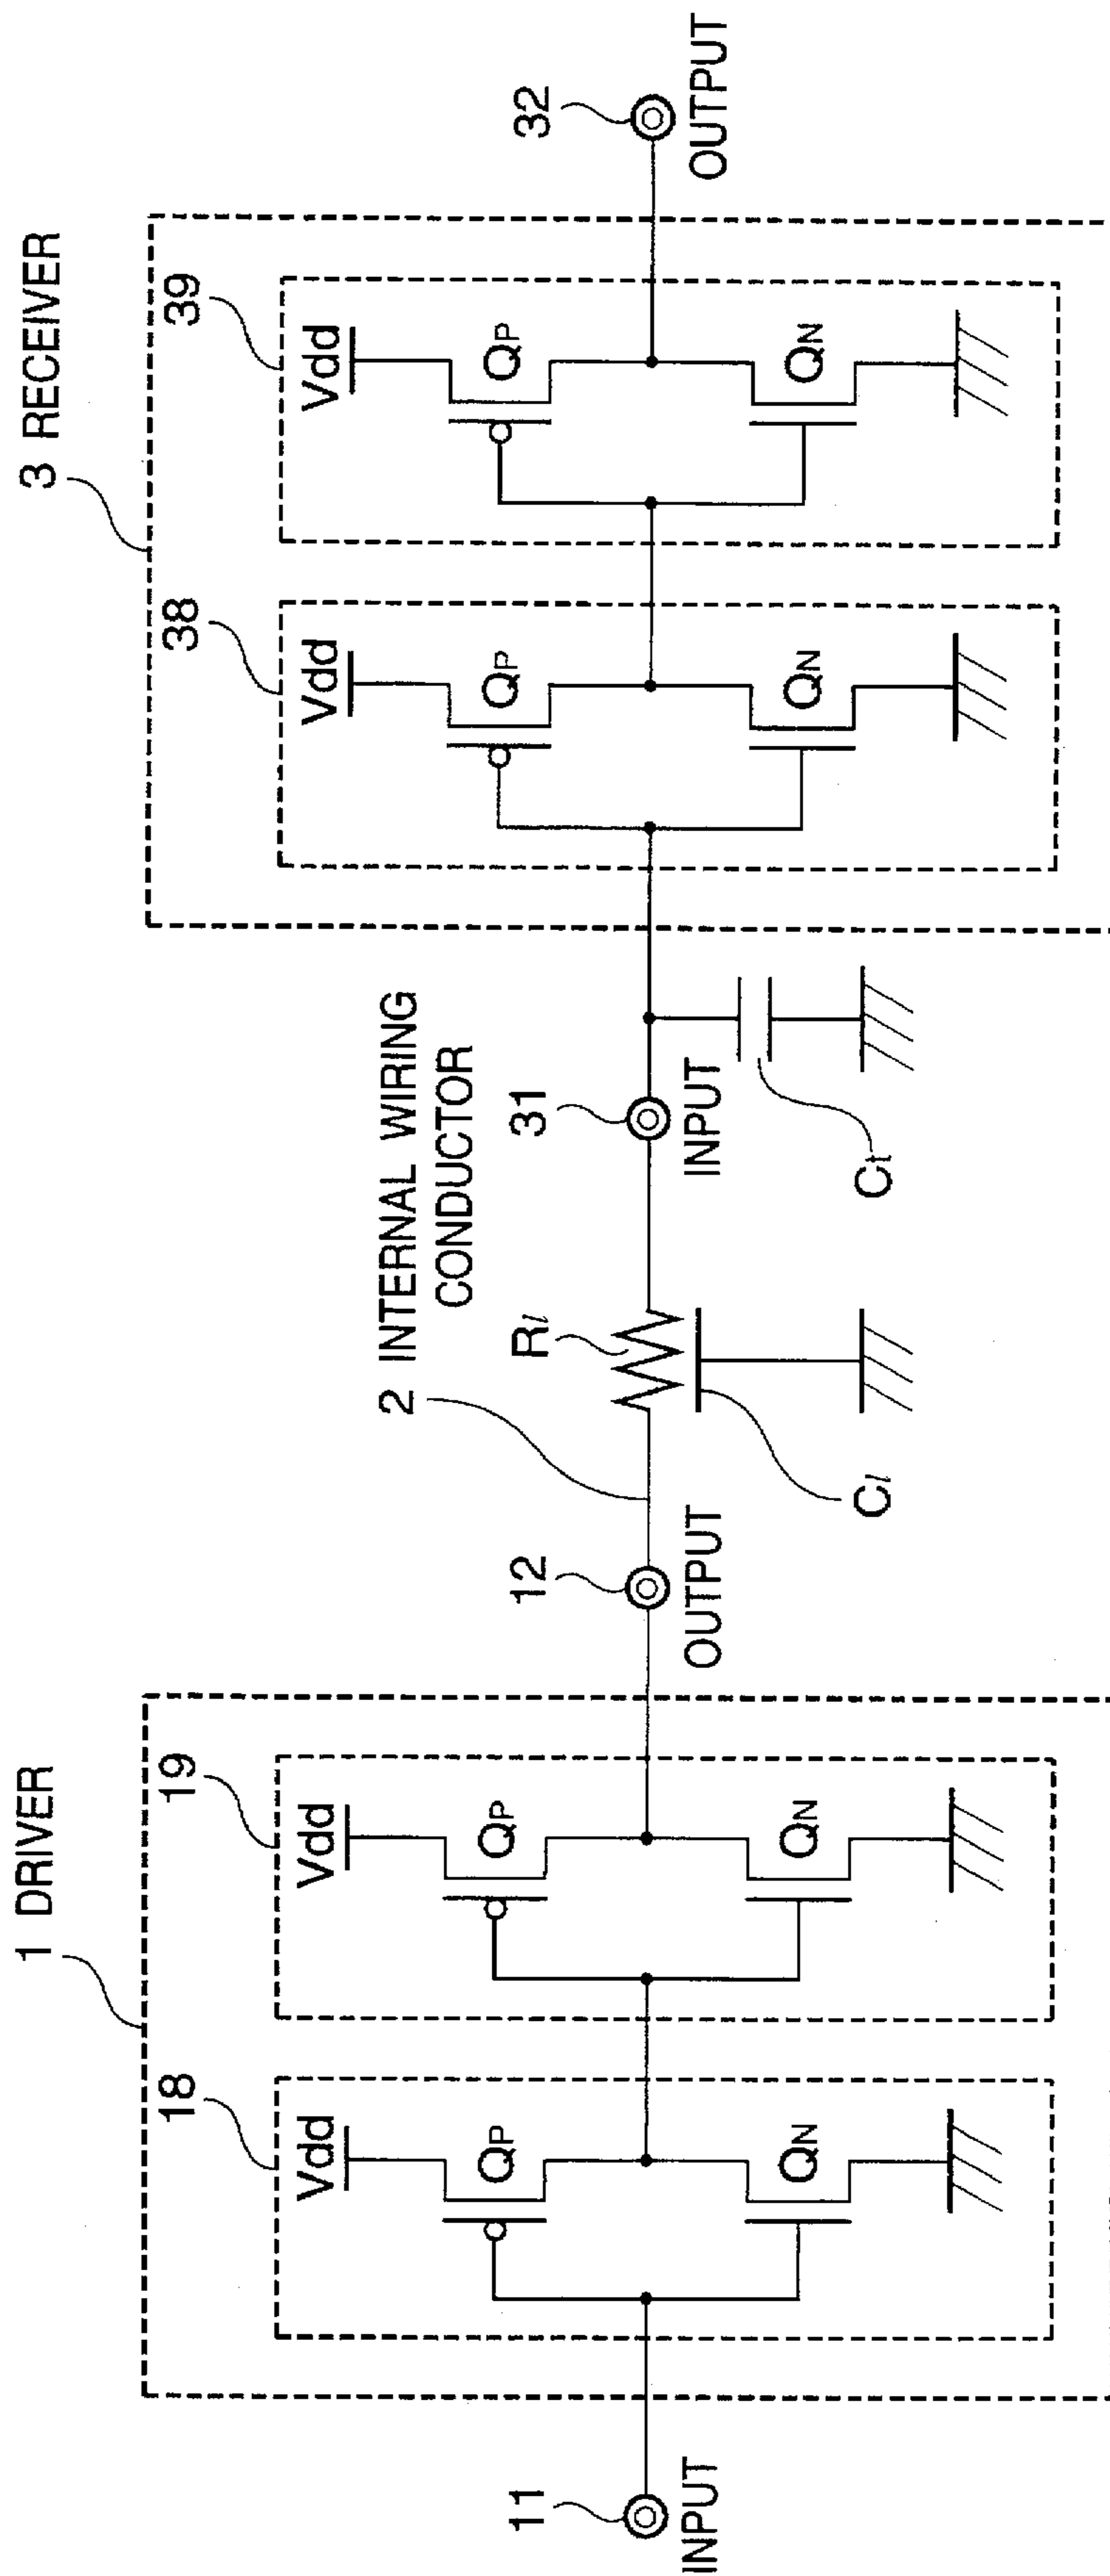 1 DRIVER
18
Vdd
QP
QN
19
Vdd
QP
QN
11
INPUT
12
OUTPUT
2 INTERNAL WIRING
CONDUCTOR
Rl
Cl
31
INPUT
Ct
3 RECEIVER
38
Vdd
QP
QN
39
Vdd
QP
QN
32
OUTPUT